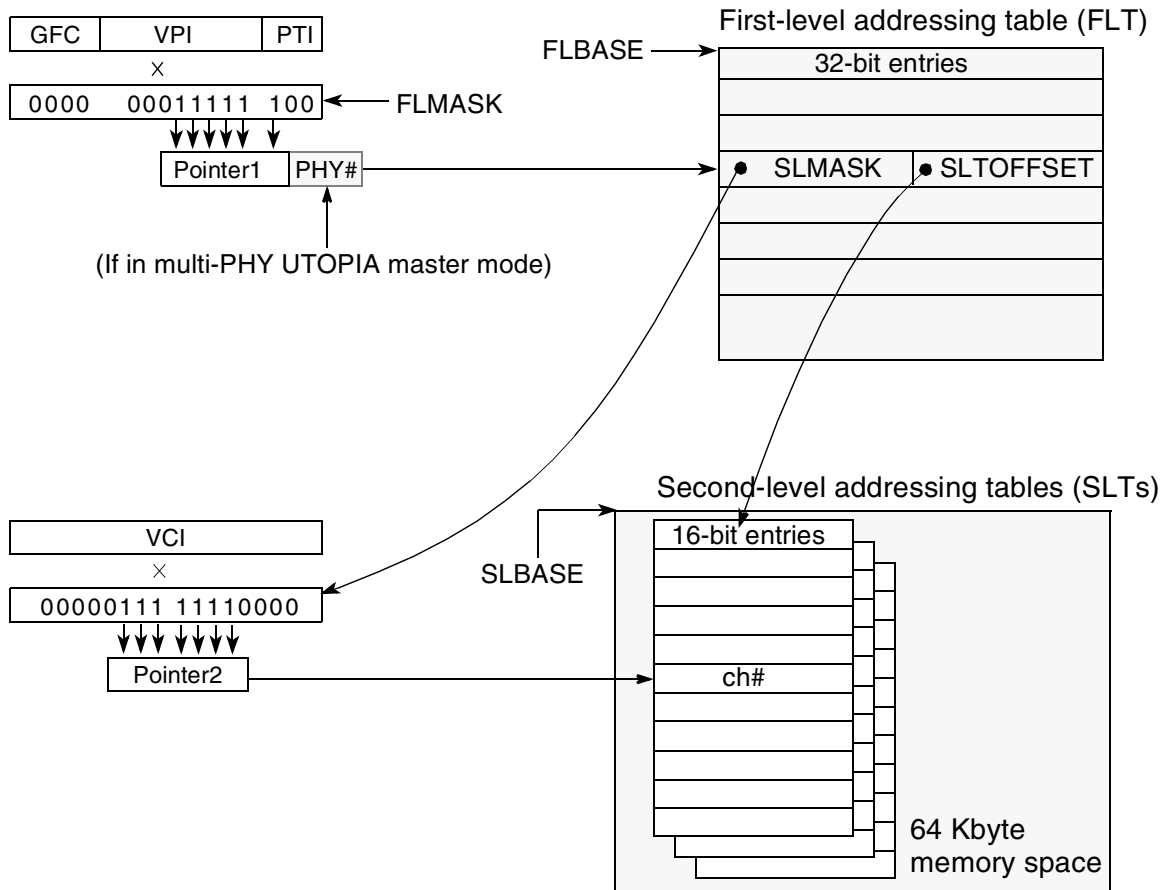 First-level addressing table (FLT)
GFC VPI PTI
FLBASE
32-bit entries
×
0000 00011111 100
FLMASK
Pointer1 PHY#
SLMASK SLTOFFSET
(If in multi-PHY UTOPIA master mode)
Second-level addressing tables (SLTs)
VCI
16-bit entries
×
SLBASE
00000111 11110000
Pointer2
ch#
64 Kbyte
memory space